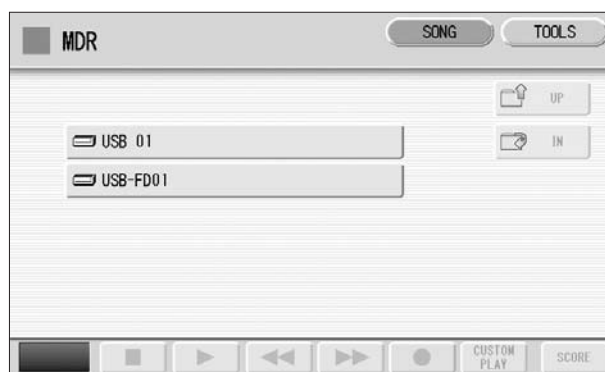 MDR
SONG
TOOLS
UP
USB 01
IN
USB-FD01
CUSTOM
PLAY
SCORE